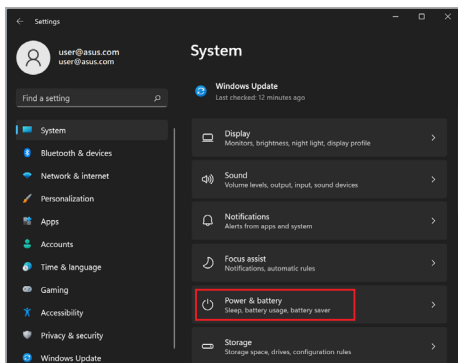 Settings
user@asus.com
user@asus.com
Find a setting
System
Bluetooth & devices
Network & internet
Personalization
Apps
Accounts
Time & language
Gaming
Accessibility
Privacy & security
Windows Update
System
Windows Update
Last checked: 12 minutes ago
Display
Monitors, brightness, night light, display profile
Sound
Volume levels, output, input, sound devices
Notifications
Alerts from apps and system
Focus assist
Notifications, automatic rules
Power & battery
Sleep, battery usage, battery saver
Storage
Storage space, drives, configuration rules